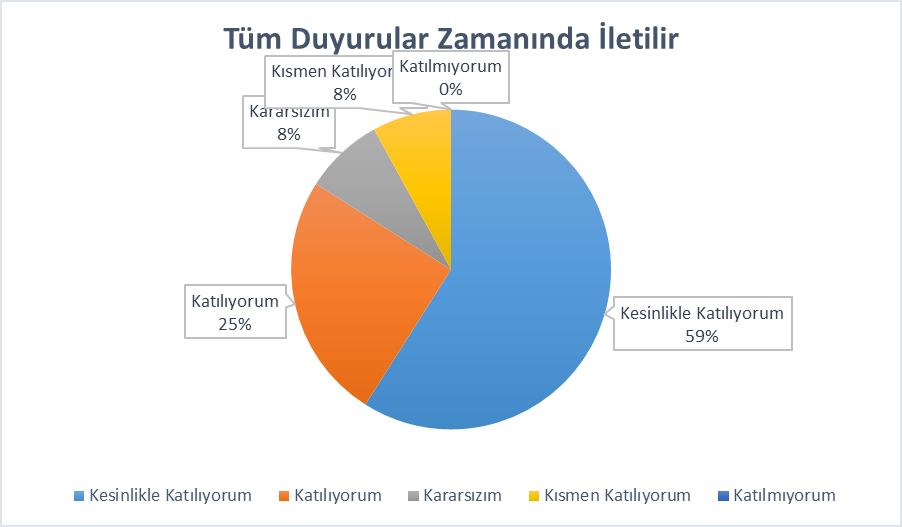 Tüm Duyurular Zamanında İletilir
Kısmen Katılıyor
8%
Katılmıyorum
0%
Kararsızım
8%
Katılıyorum
25%
Kesinlikle Katılıyorum
59%
Kesinlikle Katılıyorum Katılıyorum Kararsızım Kısmen Katılıyorum Katılmıyorum